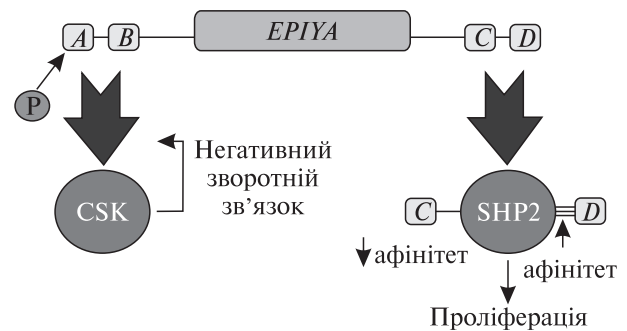 A B EPIYA C D
P
Негативний
зворотній
зв’язок
CSK
C SHP2 D
афінітет
афінітет
Проліферація